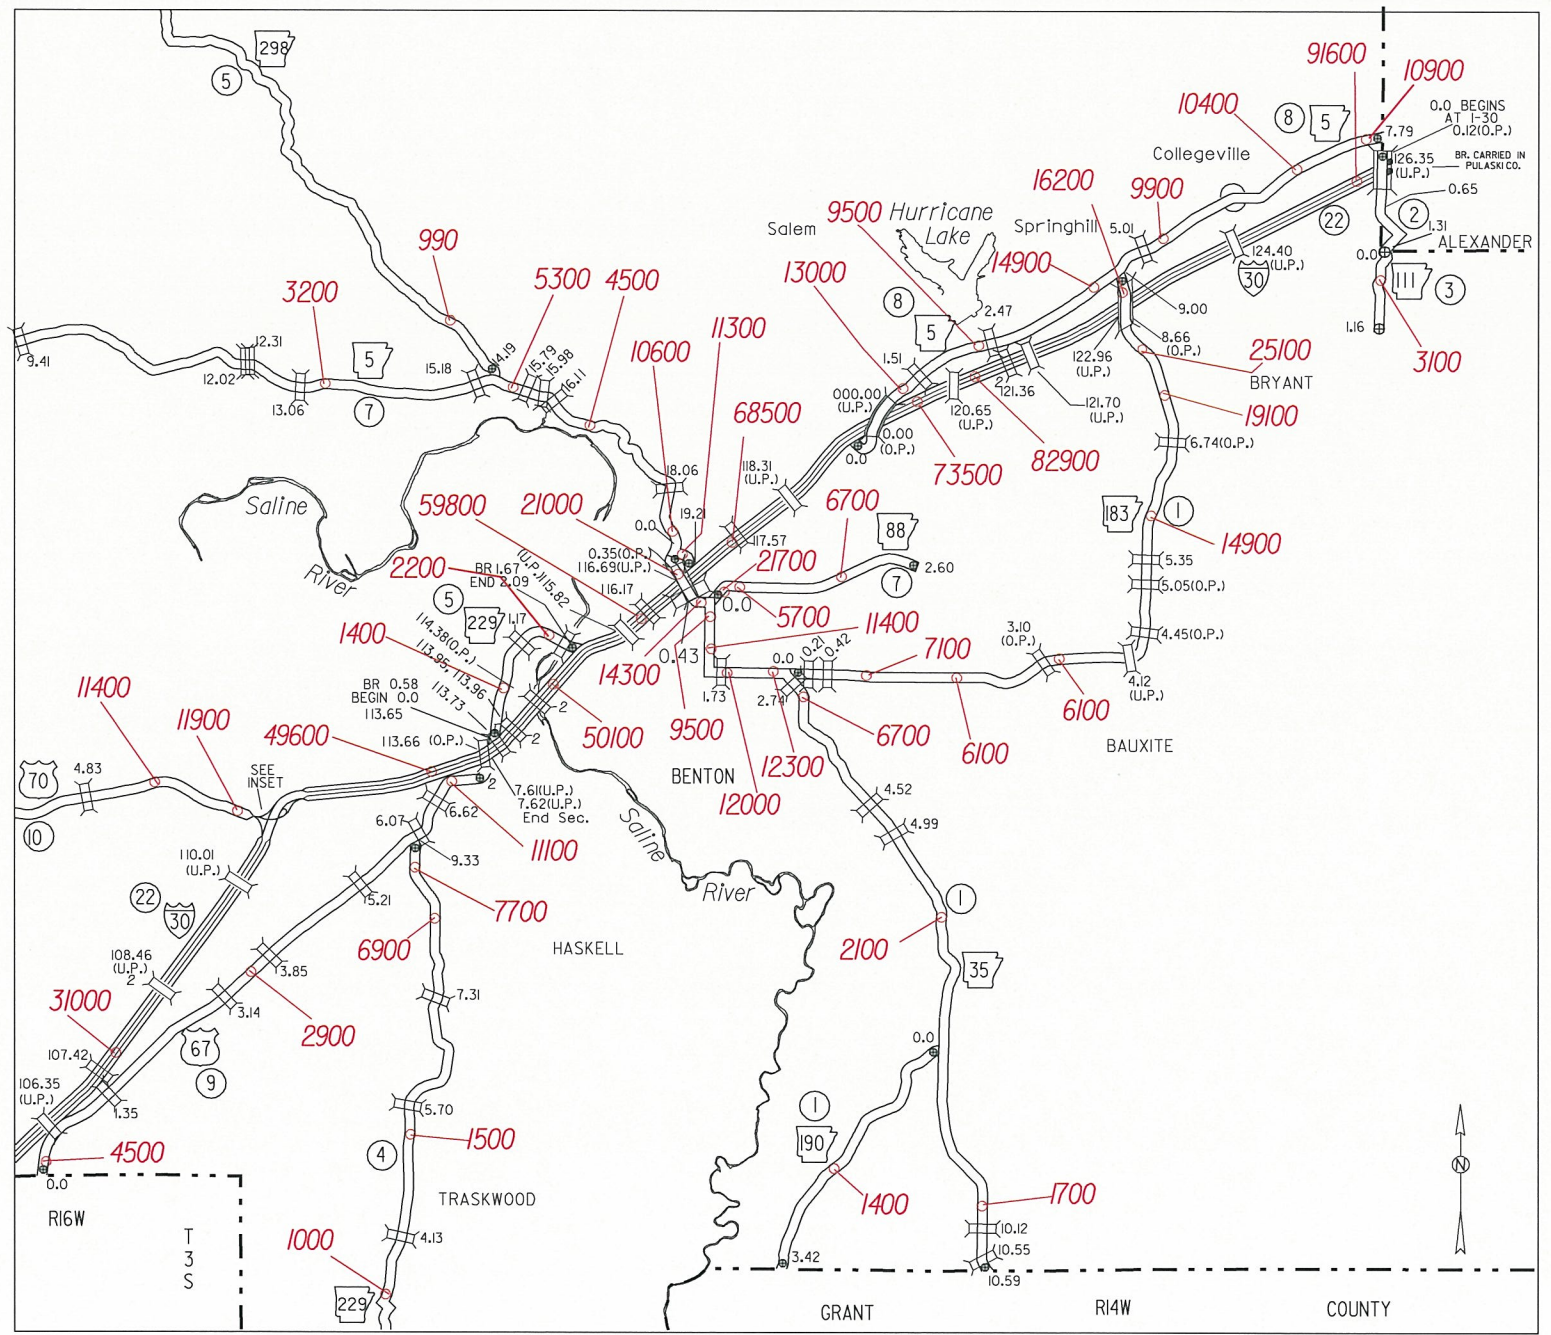 298
5
91600
10900
10400
8
5
7.79
0.0 BEGINS
AT I-30
0.12(O.P.)
BR. CARRIED IN
PULASKI CO.
126.35
(U.P.)
0.65
2
1.31
ALEXANDER
0.0
111
3
1.16
3100
Collegeville
16200
9900
Springhill
5.01
22
124.40
(U.P.)
30
9500
Hurricane
Lake
Salem
13000
14900
8
5
2.47
9.00
8.66
(O.P.)
25100
BRYANT
19100
990
5300
4500
3200
11300
10600
12.31
9.41
12.02
5
7
13.06
15.18
14.19
15.79
15.98
16.11
1.51
000.00
(U.P.)
0.00
(O.P.)
0.0
120.65
(U.P.)
2
121.36
121.70
(U.P.)
122.96
(U.P.)
68500
73500
82900
6.74(O.P.)
118.31
(U.P.)
18.06
Saline
River
59800
21000
19.21
0.0
117.57
6700
88
7
2.60
183
1
14900
0.35(O.P.)
116.69(U.P.)
21700
5700
0.0
11400
5.35
5.05(O.P.)
4.45(O.P.)
2200
BR 1.67
END 2.09
(U.P.)115.82
116.17
5
229
1.17
1400
114.38(O.P.)
113.95, 113.96
113.73
BR 0.58
BEGIN 0.0
113.65
113.66 (O.P.)
14300
0.43
9500
0.0
0.21
0.42
7100
3.10
(O.P.)
4.12
(U.P.)
6100
1.73
2.74
12000
12300
6700
6100
BAUXITE
BENTON
2
50100
2
11400
11900
49600
SEE
INSET
70
4.83
10
2
7.61(U.P.)
7.62(U.P.)
End Sec.
6.62
6.07
11100
9.33
Saline
River
4.52
4.99
110.01
(U.P.)
22
30
5.21
7700
6900
HASKELL
1
2100
35
108.46
(U.P.)
2
3.85
3.14
2900
7.31
31000
67
9
107.42
106.35
(U.P.)
1.35
0.0
5.70
4
1500
1
190
4500
0.0
1400
1700
TRASKWOOD
N
R16W
T
3
S
1000
4.13
10.12
10.55
3.42
10.59
229
GRANT
R14W
COUNTY